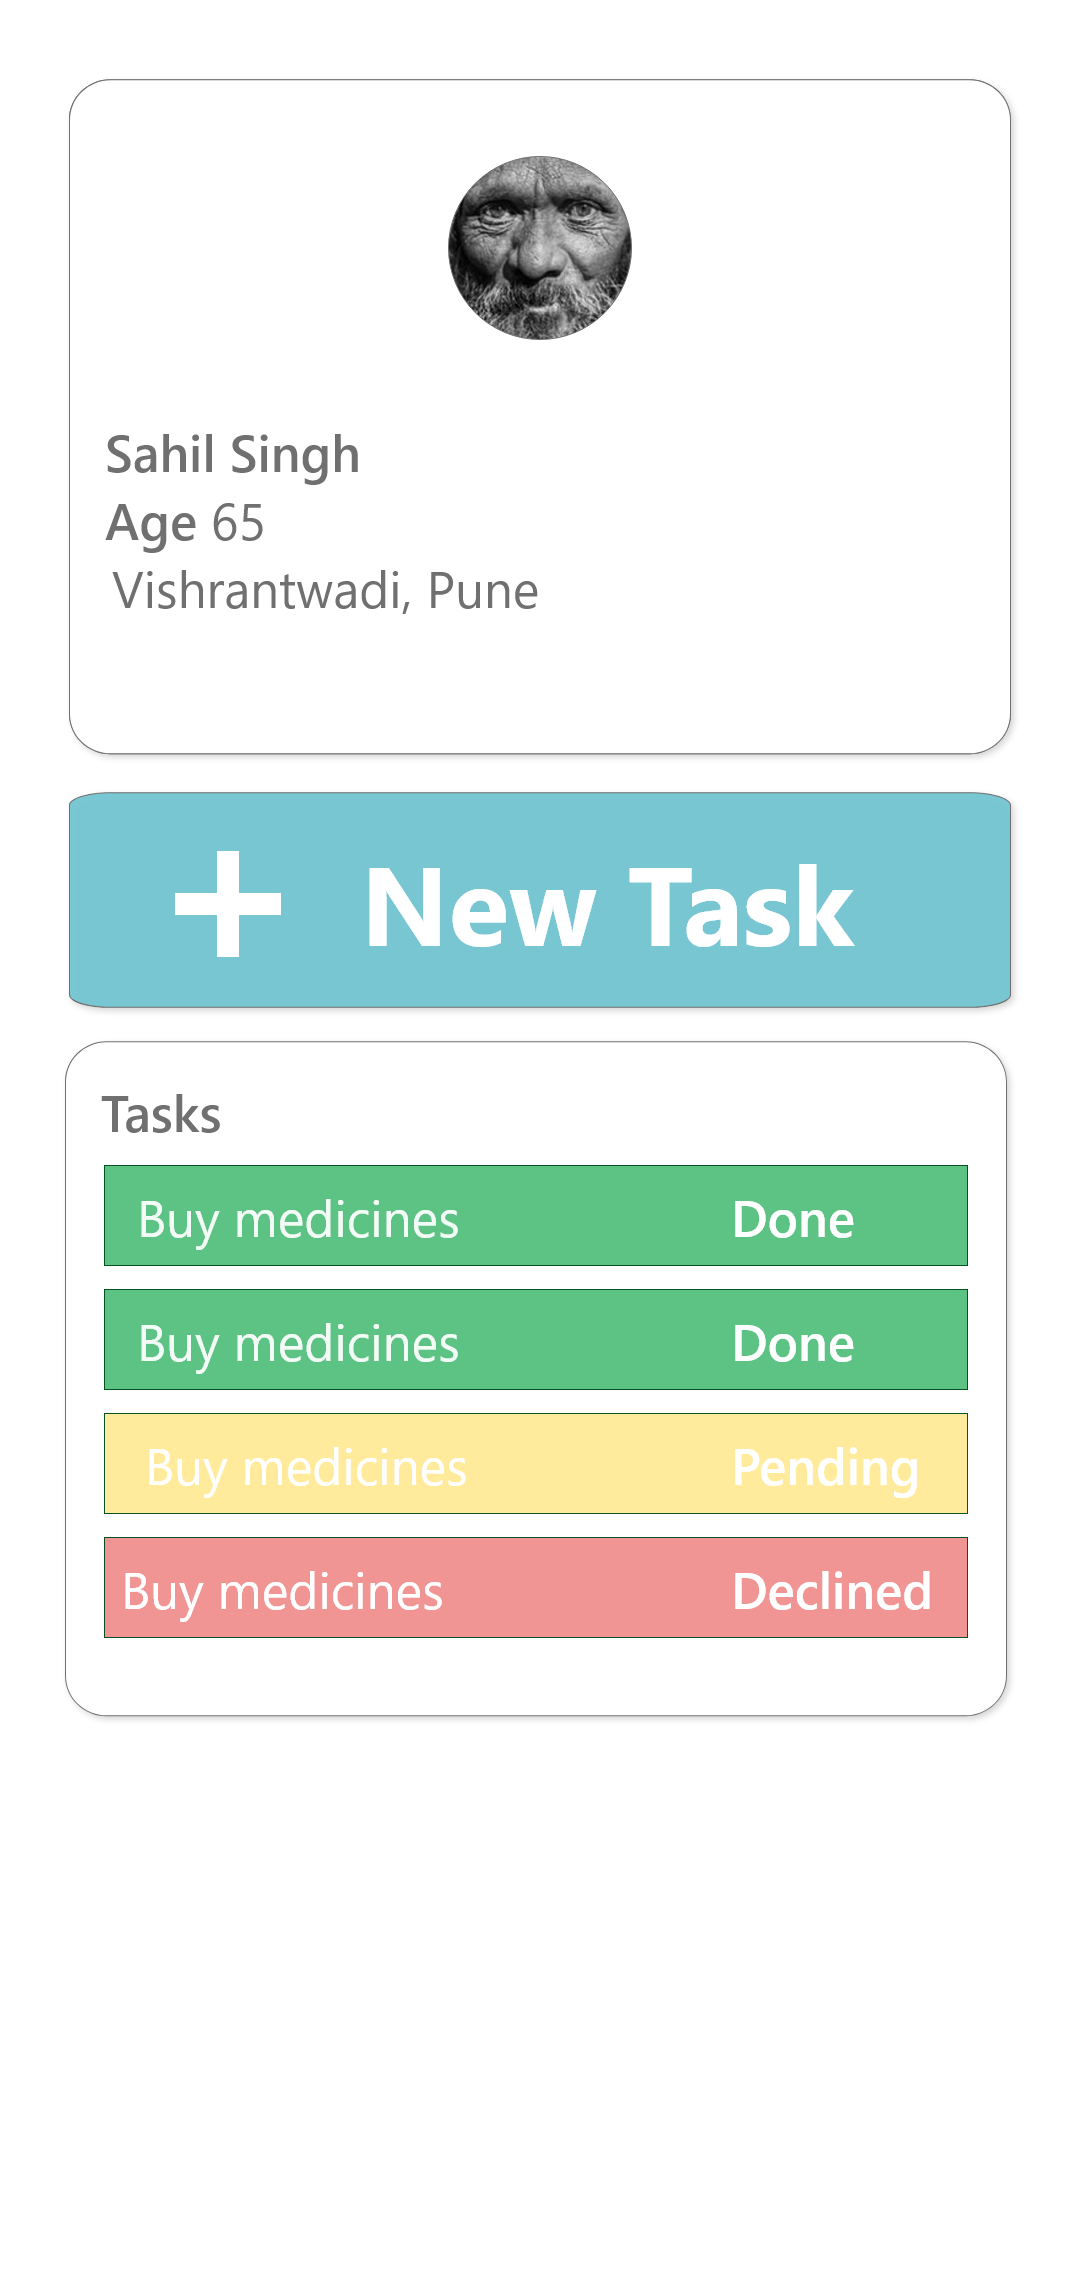 Sahil Singh
Age 65
Vishrantwadi, Pune
+ New Task
Tasks
Buy medicines Done
Buy medicines Done
Buy medicines Pending
Buy medicines Declined